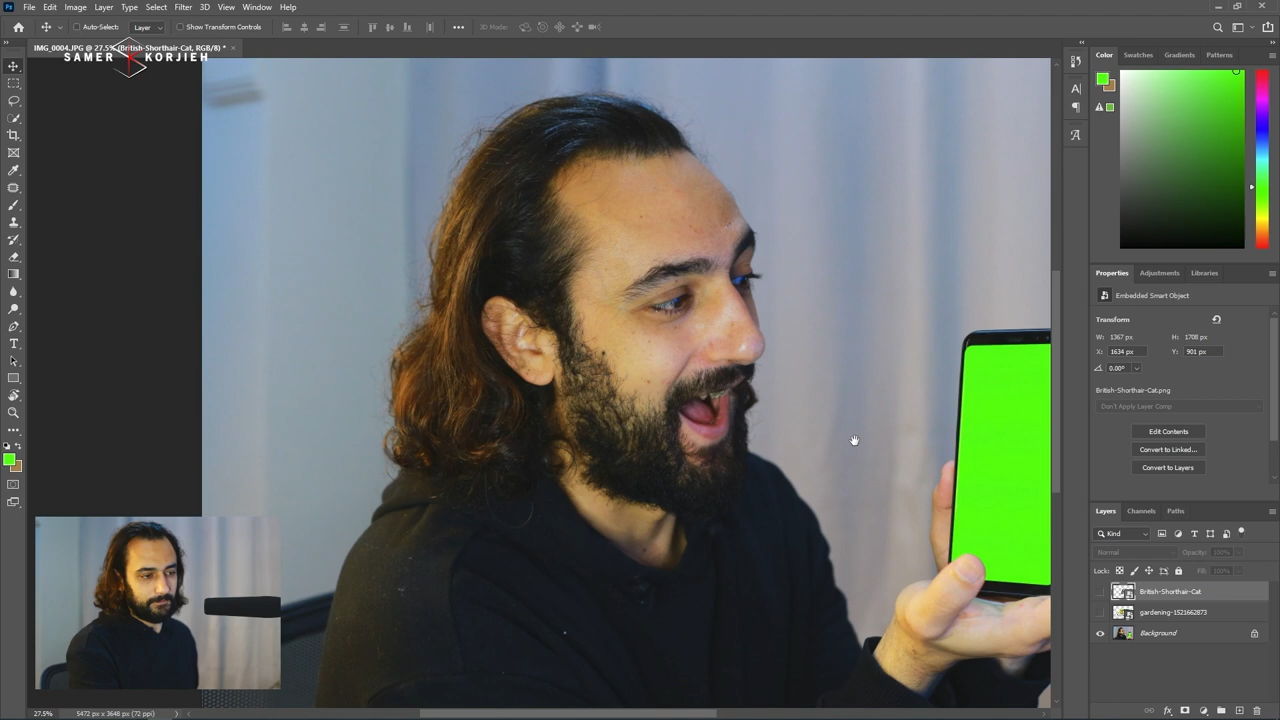 File Edit Image Layer Type Select Filter 3D View Window Help
Auto-Select: Layer Show Transform Controls 3D Mode:
IMG_0004.JPG @ 27.5% (British-Shorthair-Cat, RGB/8) *
SAMER KORJIEH
Color Swatches Gradients Patterns
Properties Adjustments Libraries
Embedded Smart Object
Transform
W: 1367 px H: 1708 px
X: 1634 px Y: 901 px
0.00°
British-Shorthair-Cat.png
Don't Apply Layer Comp
Edit Contents
Convert to Linked...
Convert to Layers
Layers Channels Paths
Kind
Normal Opacity: 100%
Lock: Fill: 100%
British-Shorthair-Cat
gardening-1521662873
Background
27.5% 5472 px x 3648 px (72 ppi)